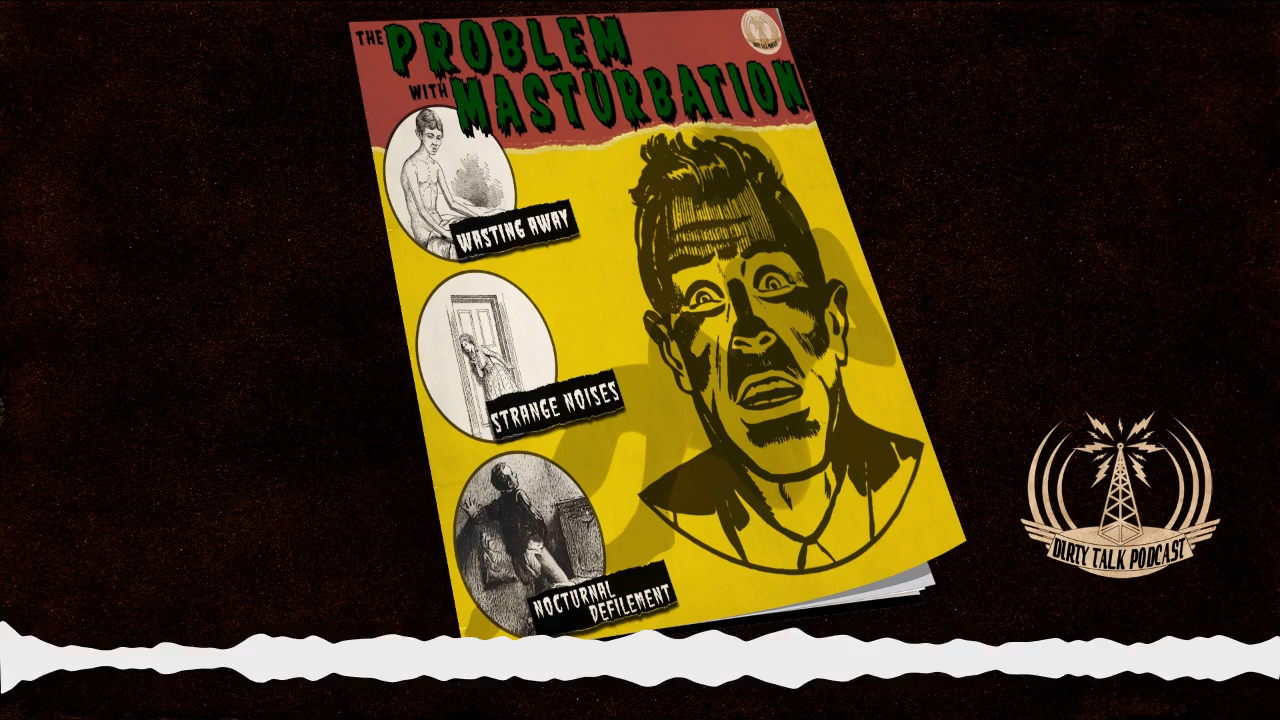 THE PROBLEM
WITH MASTURBATION
WASTING AWAY
STRANGE NOISES
NOCTURNAL
DEFILEMENT
DIRTY TALK PODCAST